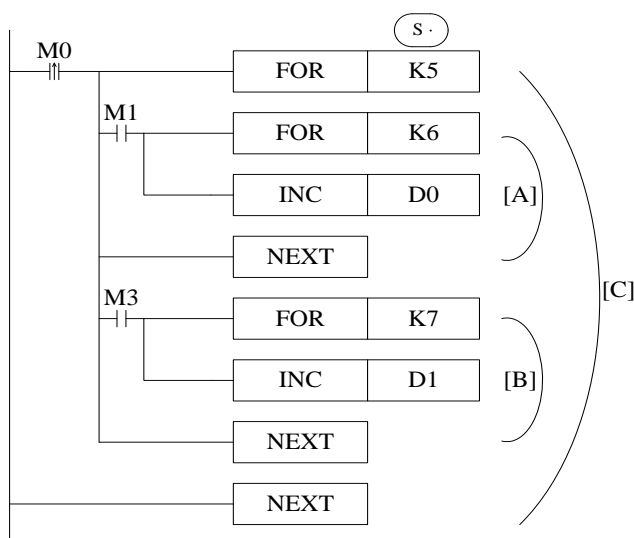 S ·
M0
FOR K5
M1
FOR K6
INC D0 [A]
NEXT
[C]
M3
FOR K7
INC D1 [B]
NEXT
NEXT